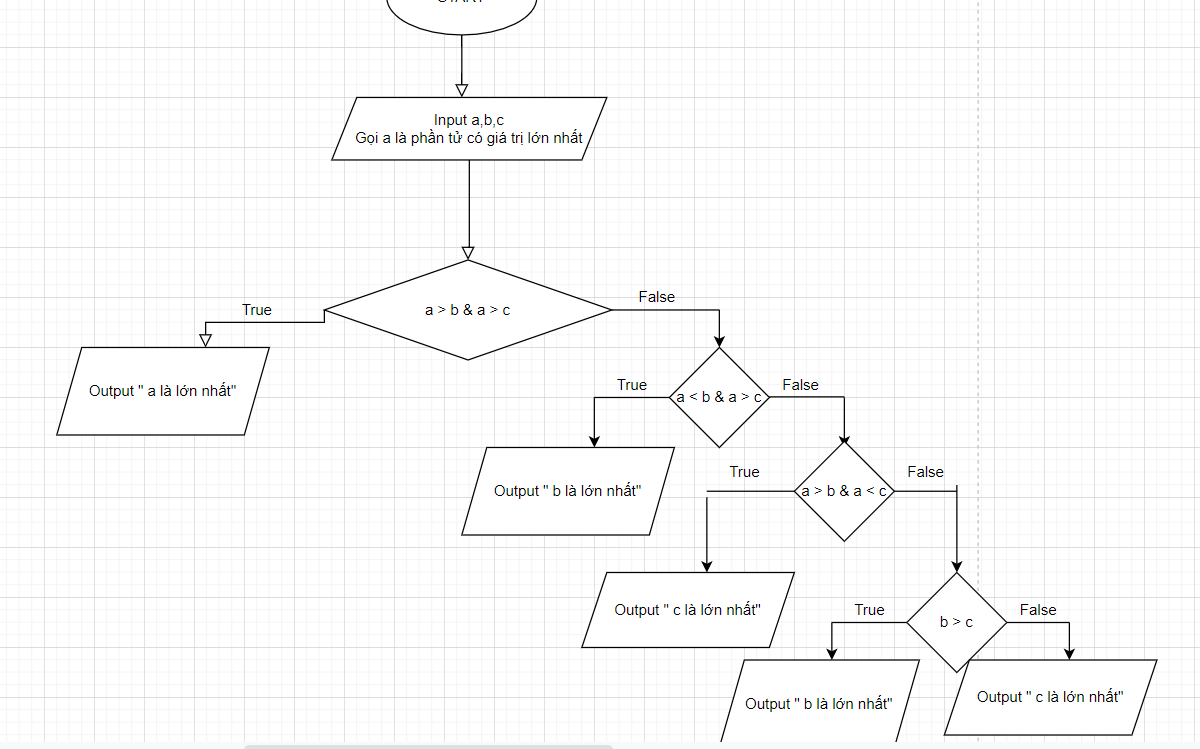 Input a,b,c
Gọi a là phần tử có giá trị lớn nhất
a > b & a > c
True
False
Output " a là lớn nhất"
a < b & a > c
True
False
Output " b là lớn nhất"
a > b & a < c
True
False
Output " c là lớn nhất"
b > c
True
False
Output " b là lớn nhất"
Output " c là lớn nhất"